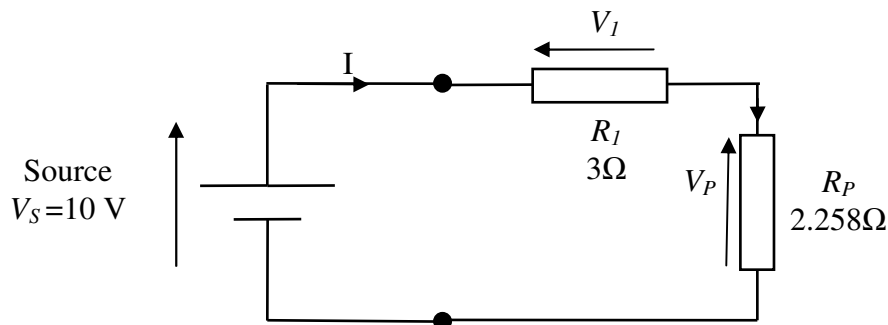 V1
I
R1
3Ω
Source
VS=10 V
VP
RP
2.258Ω